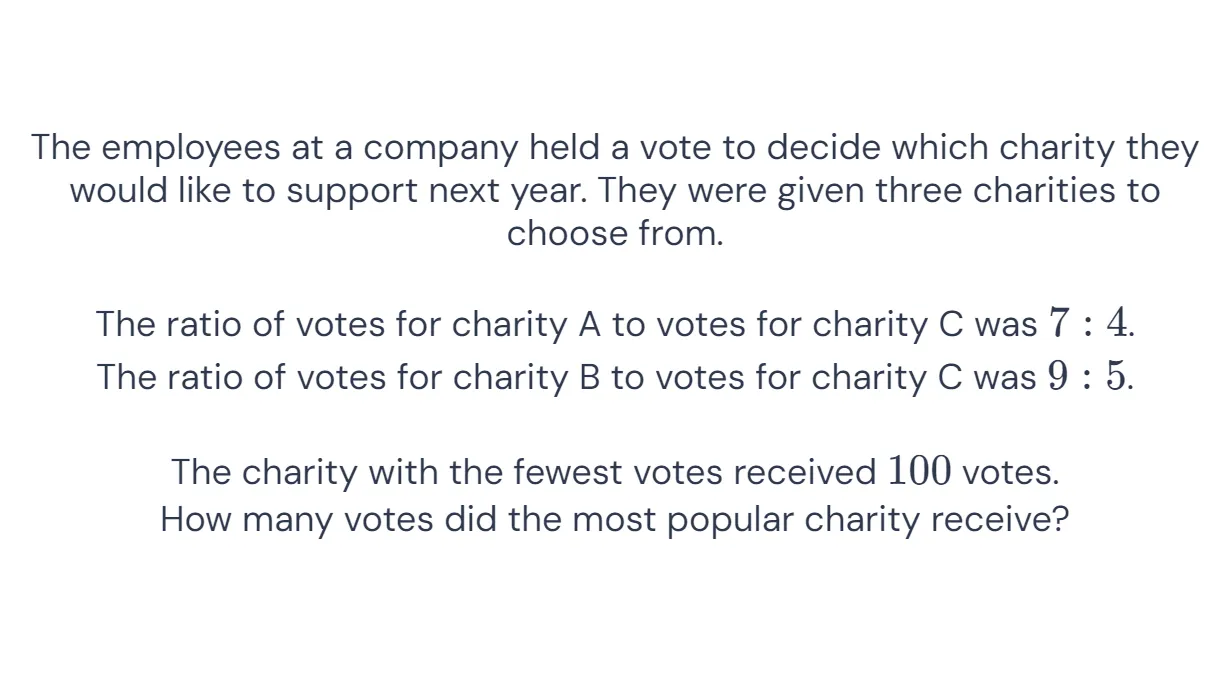 The employees at a company held a vote to decide which charity they
would like to support next year. They were given three charities to
choose from.
The ratio of votes for charity A to votes for charity C was 7 : 4.
The ratio of votes for charity B to votes for charity C was 9 : 5.
The charity with the fewest votes received 100 votes.
How many votes did the most popular charity receive?